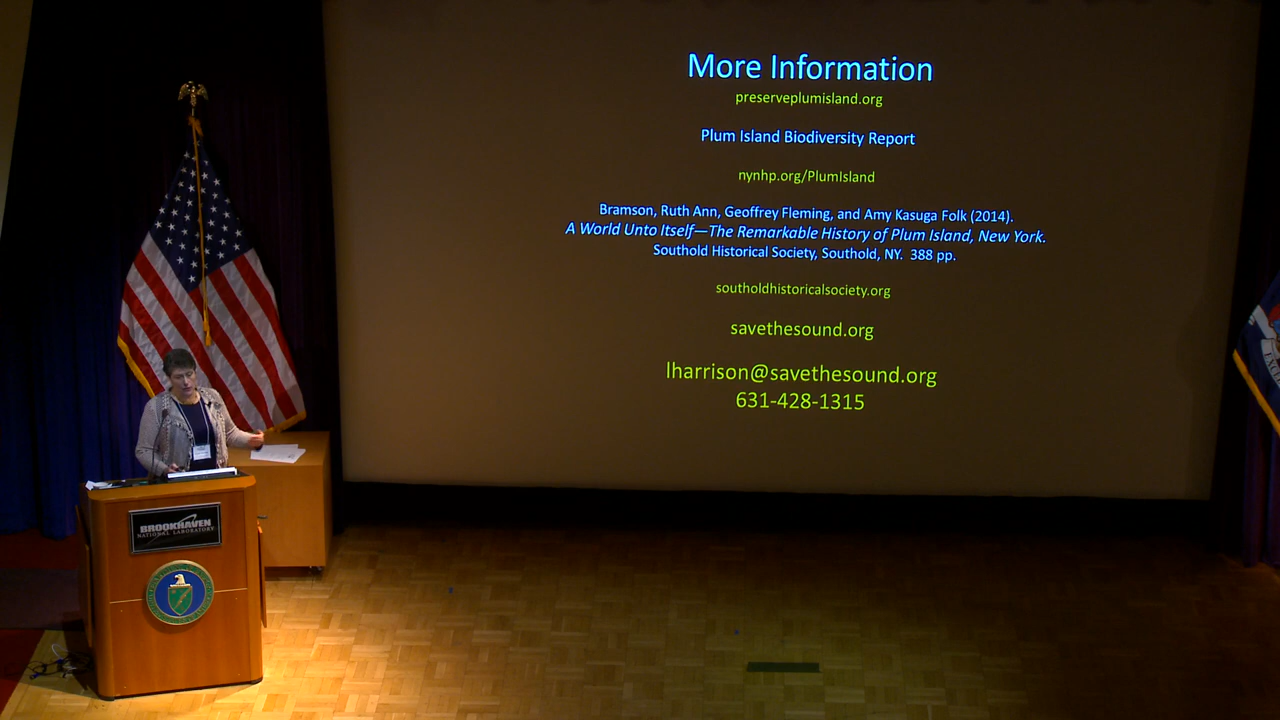 More Information
preserveplumisland.org
Plum Island Biodiversity Report
nynhp.org/PlumIsland
Bramson, Ruth Ann, Geoffrey Fleming, and Amy Kasuga Folk (2014).
A World Unto Itself—The Remarkable History of Plum Island, New York.
Southold Historical Society, Southold, NY. 388 pp.
southoldhistoricalsociety.org
savethesound.org
lharrison@savethesound.org
631-428-1315
BROOKHAVEN
NATIONAL LABORATORY